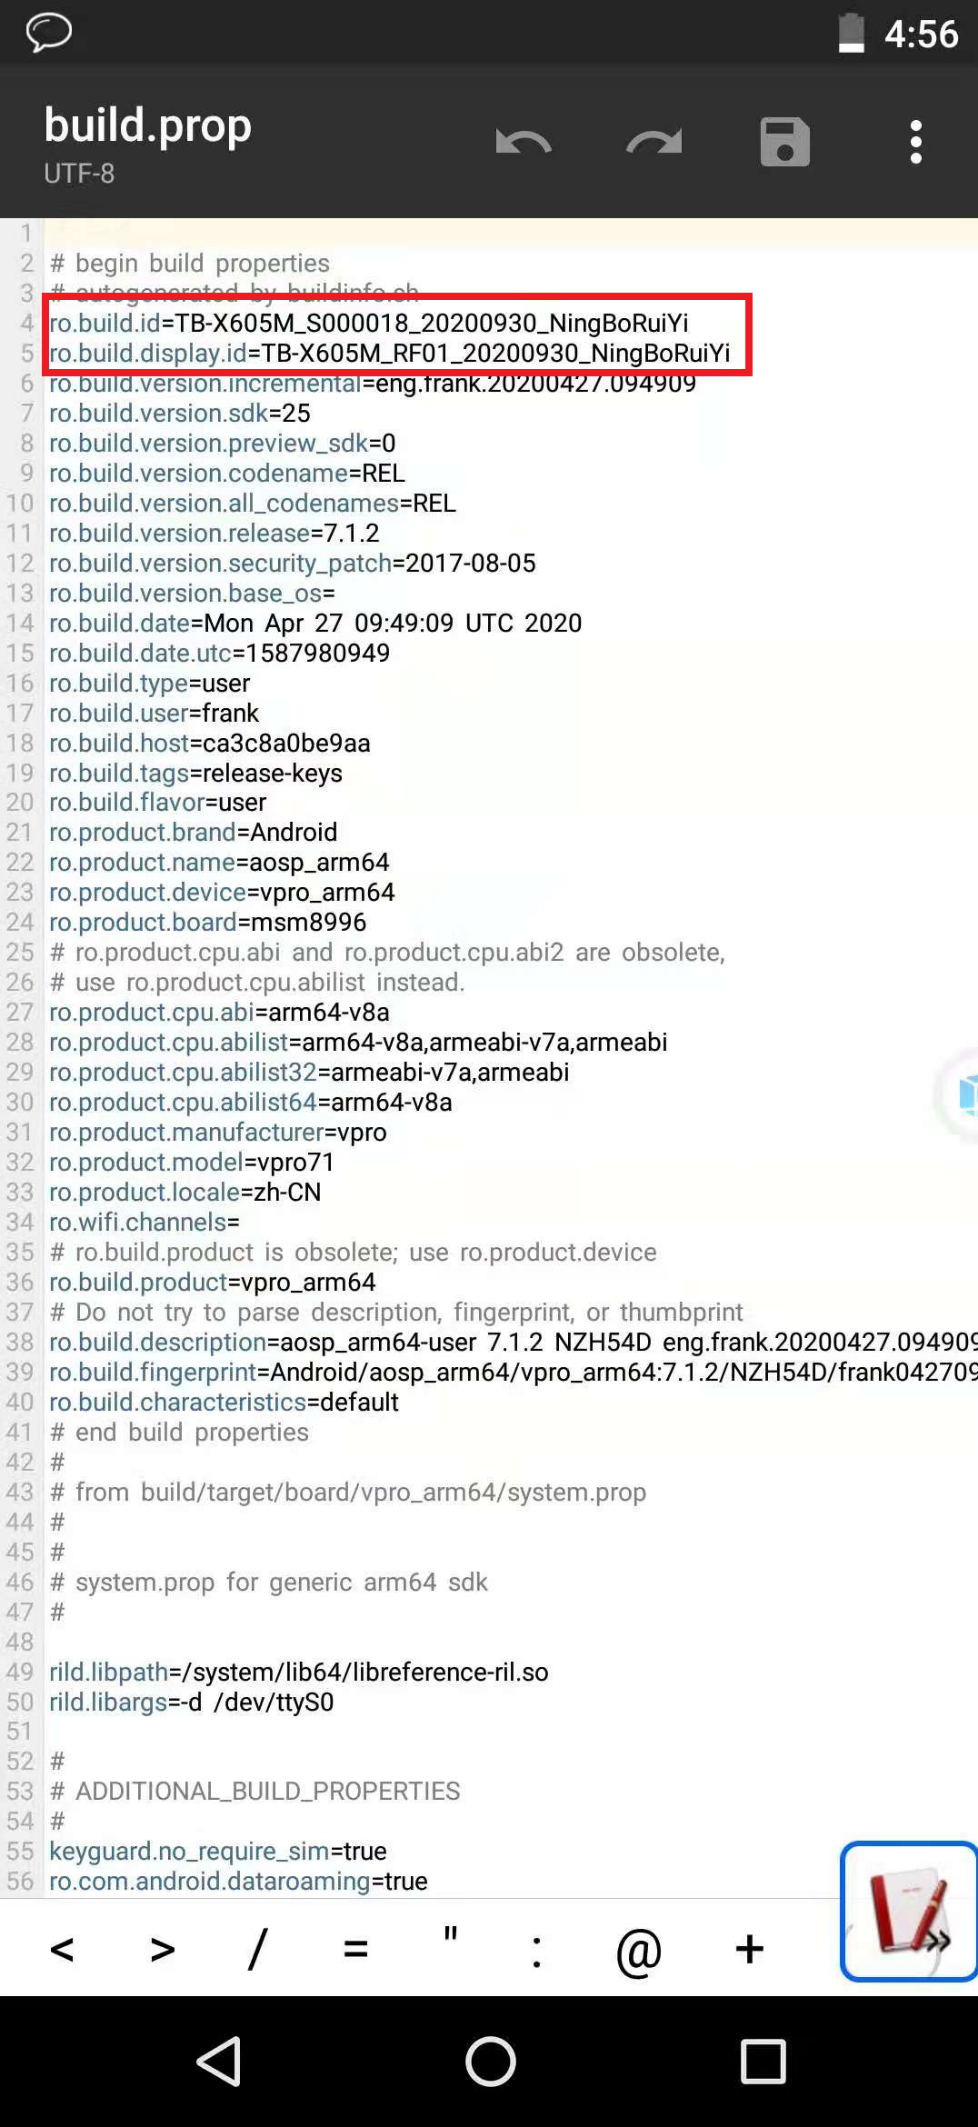 4:56
build.prop
UTF-8
1
2 # begin build properties
3 # autogenerated by buildinfo.sh
4 ro.build.id=TB-X605M_S000018_20200930_NingBoRuiYi
5 ro.build.display.id=TB-X605M_RF01_20200930_NingBoRuiYi
6 ro.build.version.incremental=eng.frank.20200427.094909
7 ro.build.version.sdk=25
8 ro.build.version.preview_sdk=0
9 ro.build.version.codename=REL
10 ro.build.version.all_codenames=REL
11 ro.build.version.release=7.1.2
12 ro.build.version.security_patch=2017-08-05
13 ro.build.version.base_os=
14 ro.build.date=Mon Apr 27 09:49:09 UTC 2020
15 ro.build.date.utc=1587980949
16 ro.build.type=user
17 ro.build.user=frank
18 ro.build.host=ca3c8a0be9aa
19 ro.build.tags=release-keys
20 ro.build.flavor=user
21 ro.product.brand=Android
22 ro.product.name=aosp_arm64
23 ro.product.device=vpro_arm64
24 ro.product.board=msm8996
25 # ro.product.cpu.abi and ro.product.cpu.abi2 are obsolete,
26 # use ro.product.cpu.abilist instead.
27 ro.product.cpu.abi=arm64-v8a
28 ro.product.cpu.abilist=arm64-v8a,armeabi-v7a,armeabi
29 ro.product.cpu.abilist32=armeabi-v7a,armeabi
30 ro.product.cpu.abilist64=arm64-v8a
31 ro.product.manufacturer=vpro
32 ro.product.model=vpro71
33 ro.product.locale=zh-CN
34 ro.wifi.channels=
35 # ro.build.product is obsolete; use ro.product.device
36 ro.build.product=vpro_arm64
37 # Do not try to parse description, fingerprint, or thumbprint
38 ro.build.description=aosp_arm64-user 7.1.2 NZH54D eng.frank.20200427.094909
39 ro.build.fingerprint=Android/aosp_arm64/vpro_arm64:7.1.2/NZH54D/frank042709
40 ro.build.characteristics=default
41 # end build properties
42 #
43 # from build/target/board/vpro_arm64/system.prop
44 #
45 #
46 # system.prop for generic arm64 sdk
47 #
48
49 rild.libpath=/system/lib64/libreference-ril.so
50 rild.libargs=-d /dev/ttyS0
51
52 #
53 # ADDITIONAL_BUILD_PROPERTIES
54 #
55 keyguard.no_require_sim=true
56 ro.com.android.dataroaming=true
< > / = " : @ +